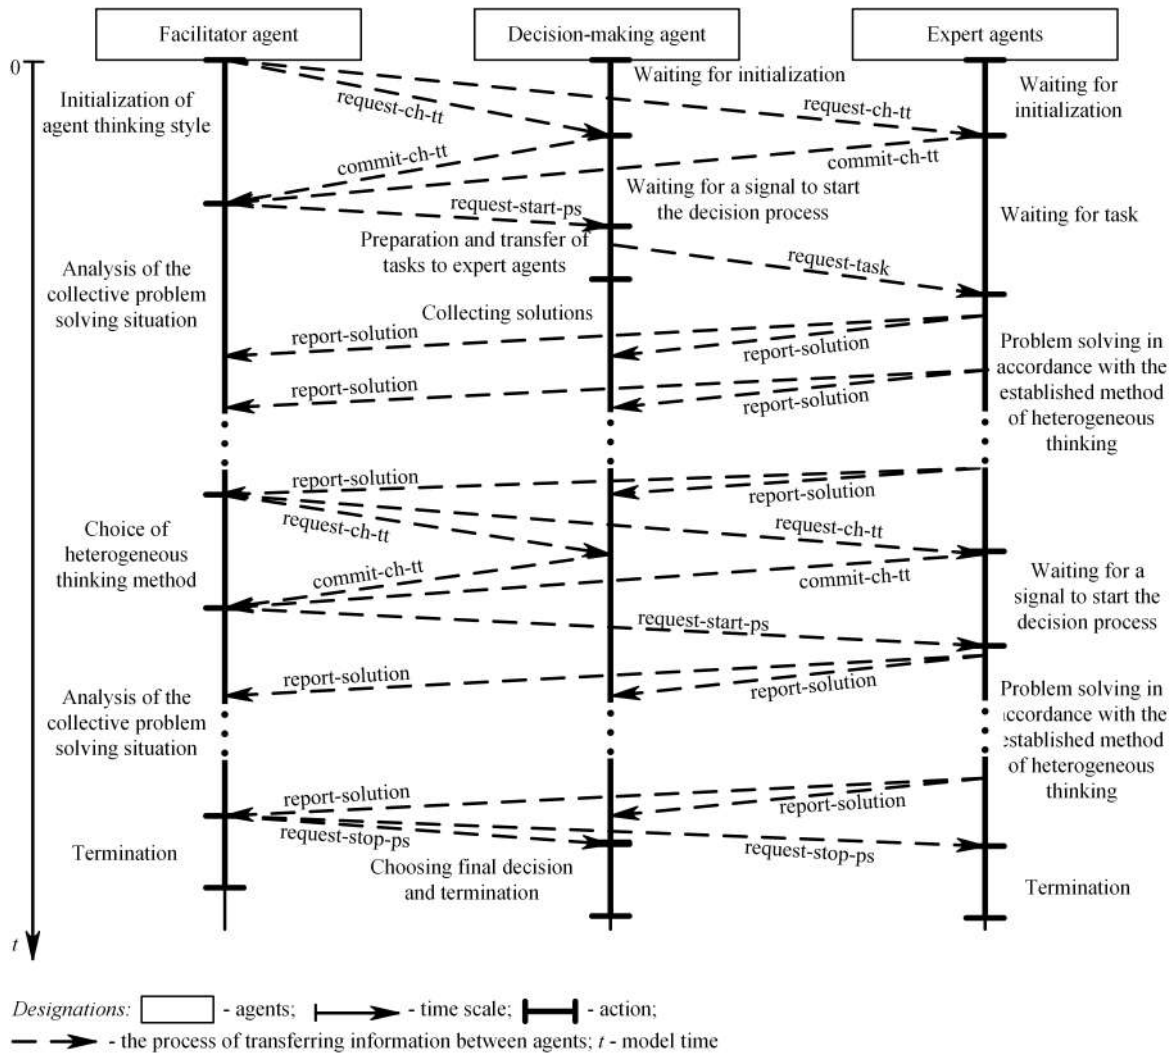 Facilitator agent
Decision-making agent
Expert agents
0
Waiting for initialization
Waiting for
initialization
Initialization of
agent thinking style
request-ch-tt
request-ch-tt
commit-ch-tt
commit-ch-tt
Waiting for a signal to start
the decision process
request-start-ps
Waiting for task
Preparation and transfer of
tasks to expert agents
request-task
Analysis of the
collective problem
solving situation
Collecting solutions
report-solution
report-solution
Problem solving in
accordance with the
established method
of heterogeneous
thinking
report-solution
report-solution
report-solution
report-solution
request-ch-tt
request-ch-tt
Choice of
heterogeneous
thinking method
commit-ch-tt
commit-ch-tt
Waiting for a
signal to start the
decision process
request-start-ps
report-solution
report-solution
Analysis of the
collective problem
solving situation
Problem solving in
accordance with the
established method
of heterogeneous
thinking
report-solution
report-solution
request-stop-ps
request-stop-ps
Termination
Choosing final decision
and termination
Termination
t
Designations: - agents; - time scale; - action;
- the process of transferring information between agents; t - model time